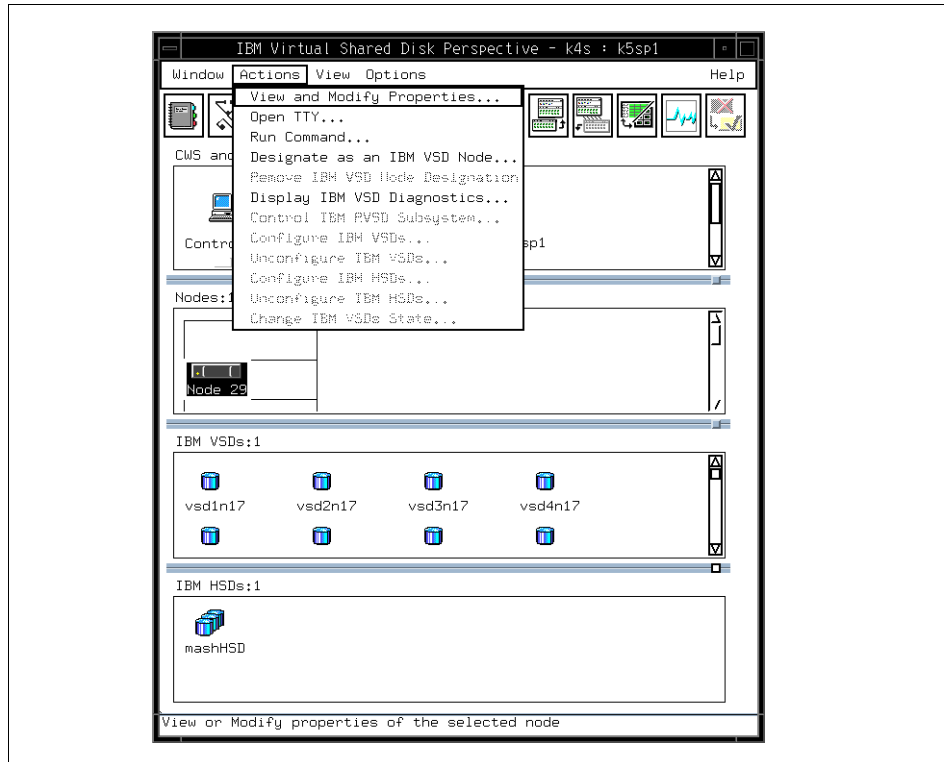 IBM Virtual Shared Disk Perspective - k4s : k5sp1
Window Actions View Options Help
View and Modify Properties...
Open TTY...
Run Command...
CWS and
Designate as an IBM VSD Node...
Remove IBM VSD Node Designation
Display IBM VSD Diagnostics...
Control IBM RVSD Subsystem...
Contro
Configure IBM VSDs...
sp1
Unconfigure IBM VSDs...
Configure IBM HSDs...
Nodes:1
Unconfigure IBM HSDs...
Change IBM VSDs State...
Node 29
IBM VSDs:1
vsd1n17 vsd2n17 vsd3n17 vsd4n17
IBM HSDs:1
mashHSD
View or Modify properties of the selected node